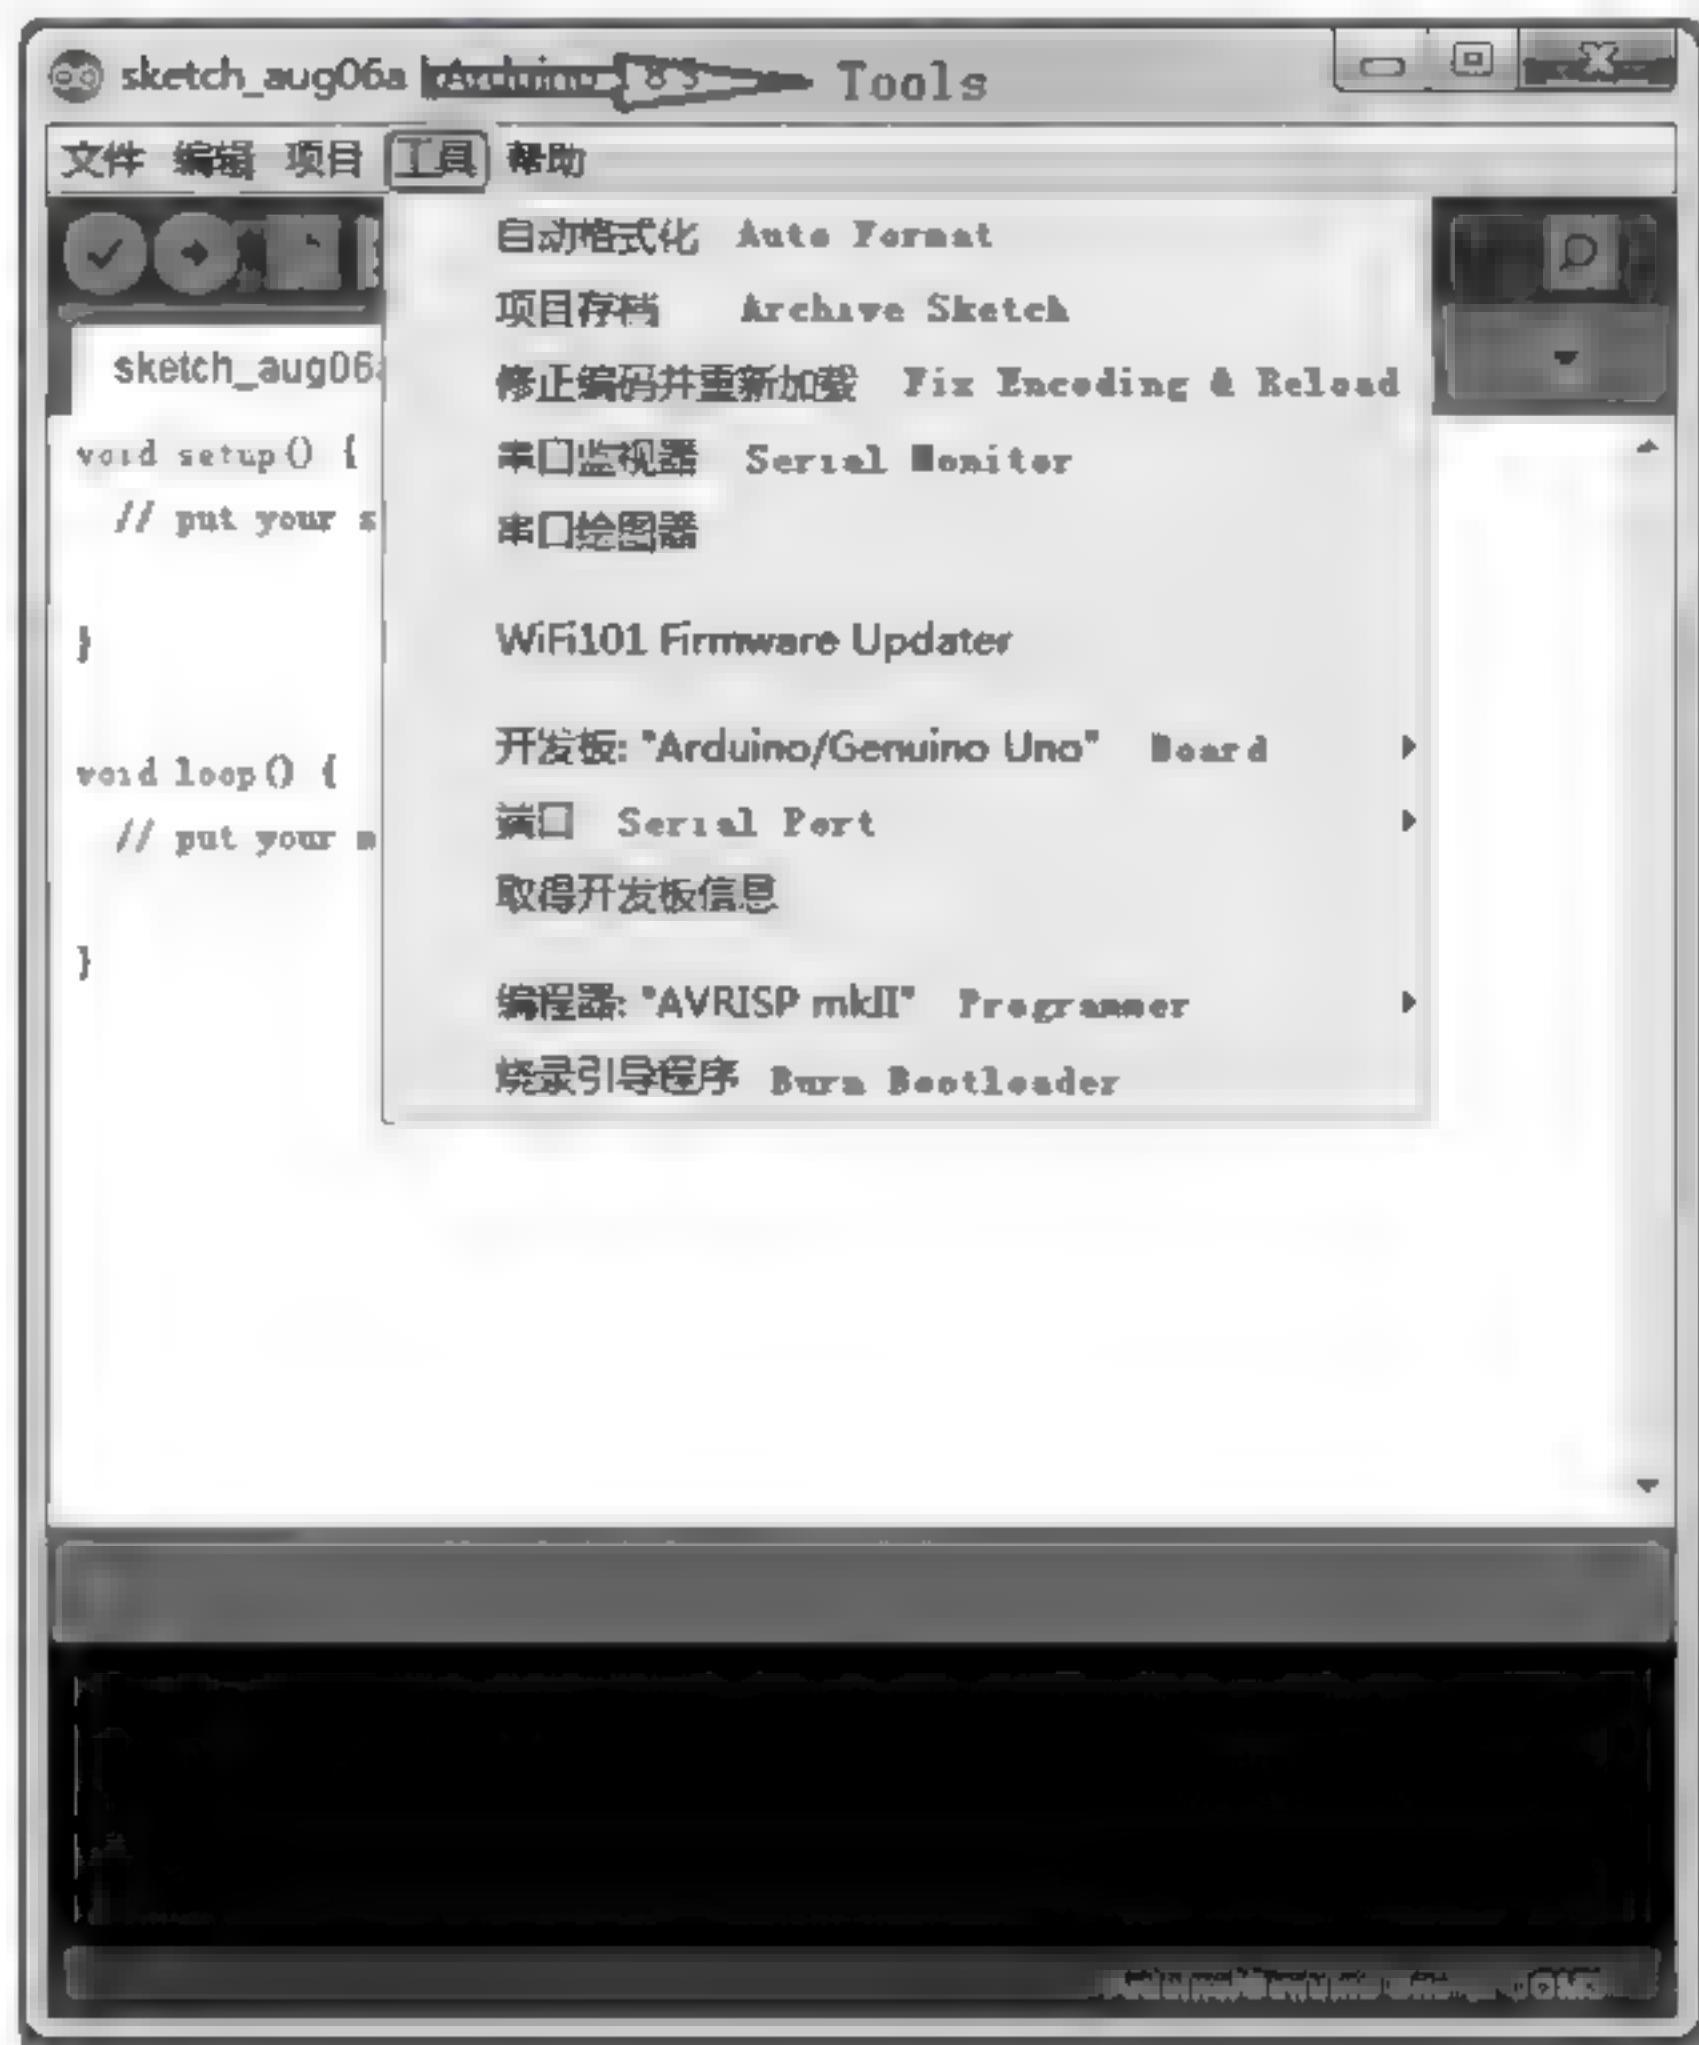 sketch_aug06a Arduino 1.8.3 Tools
文件 编辑 项目 工具 帮助
自动格式化 Auto Format
项目存档 Archive Sketch
sketch_aug06a
修正编码并重新加载 Fix Encoding & Reload
void setup() {
串口监视器 Serial Monitor
// put your s
串口绘图器
}
WiFi101 Firmware Updater
开发板: "Arduino/Genuino Uno" Board
void loop() {
端口 Serial Port
// put your m
取得开发板信息
}
编程器: "AVRISP mkII" Programmer
烧录引导程序 Burn Bootloader